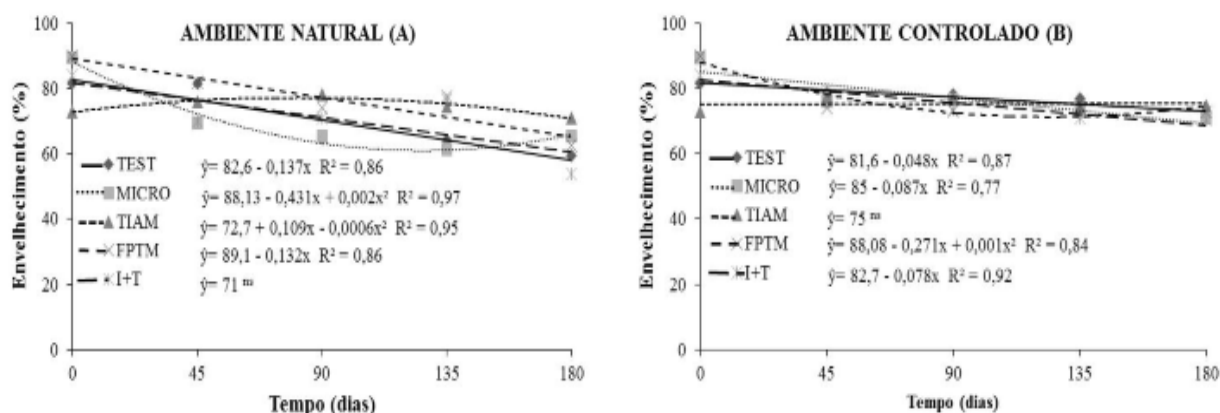 AMBIENTE NATURAL (A)
Envelhecimento (%)
100
80
60
40
20
0
TEST ŷ= 82,6 - 0,137x R² = 0,86
MICRO ŷ= 88,13 - 0,431x + 0,002x² R² = 0,97
TIAM ŷ= 72,7 + 0,109x - 0,0006x² R² = 0,95
FPTM ŷ= 89,1 - 0,132x R² = 0,86
I+T ŷ= 71 ns
0 45 90 135 180
Tempo (dias)
AMBIENTE CONTROLADO (B)
Envelhecimento (%)
100
80
60
40
20
0
TEST ŷ= 81,6 - 0,048x R² = 0,87
MICRO ŷ= 85 - 0,087x R² = 0,77
TIAM ŷ= 75 ns
FPTM ŷ= 88,08 - 0,271x + 0,001x² R² = 0,84
I+T ŷ= 82,7 - 0,078x R² = 0,92
0 45 90 135 180
Tempo (dias)